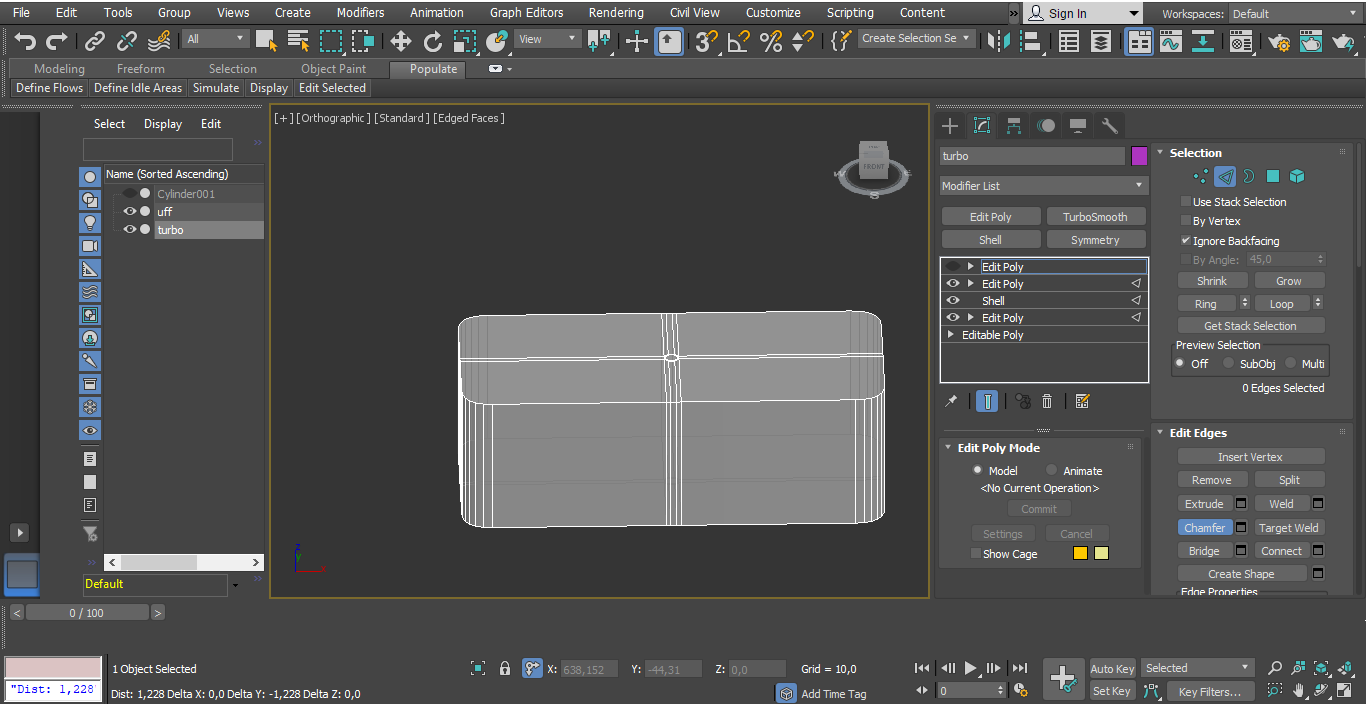 File Edit Tools Group Views Create Modifiers Animation Graph Editors Rendering Civil View Customize Scripting Content » Sign In Workspaces: Default
All View Create Selection Se
Modeling Freeform Selection Object Paint Populate
Define Flows Define Idle Areas Simulate Display Edit Selected
Select Display Edit
Name (Sorted Ascending)
Cylinder001
uff
turbo
Default
[+] [Orthographic] [Standard] [Edged Faces]
FRONT
W
S
turbo
Modifier List
Edit Poly TurboSmooth
Shell Symmetry
Edit Poly
Edit Poly
Shell
Edit Poly
Editable Poly
Edit Poly Mode
Model Animate
<No Current Operation>
Commit
Settings Cancel
Show Cage
Selection
Use Stack Selection
By Vertex
Ignore Backfacing
By Angle: 45,0
Shrink Grow
Ring Loop
Get Stack Selection
Preview Selection
Off SubObj Multi
0 Edges Selected
Edit Edges
Insert Vertex
Remove Split
Extrude Weld
Chamfer Target Weld
Bridge Connect
Create Shape
Edge Properties
< 0 / 100 >
1 Object Selected X: 638,152 Y: -44,31 Z: 0,0 Grid = 10,0 Auto Key Selected
"Dist: 1,228 Dist: 1,228 Delta X: 0,0 Delta Y: -1,228 Delta Z: 0,0 Add Time Tag 0 Set Key Key Filters...